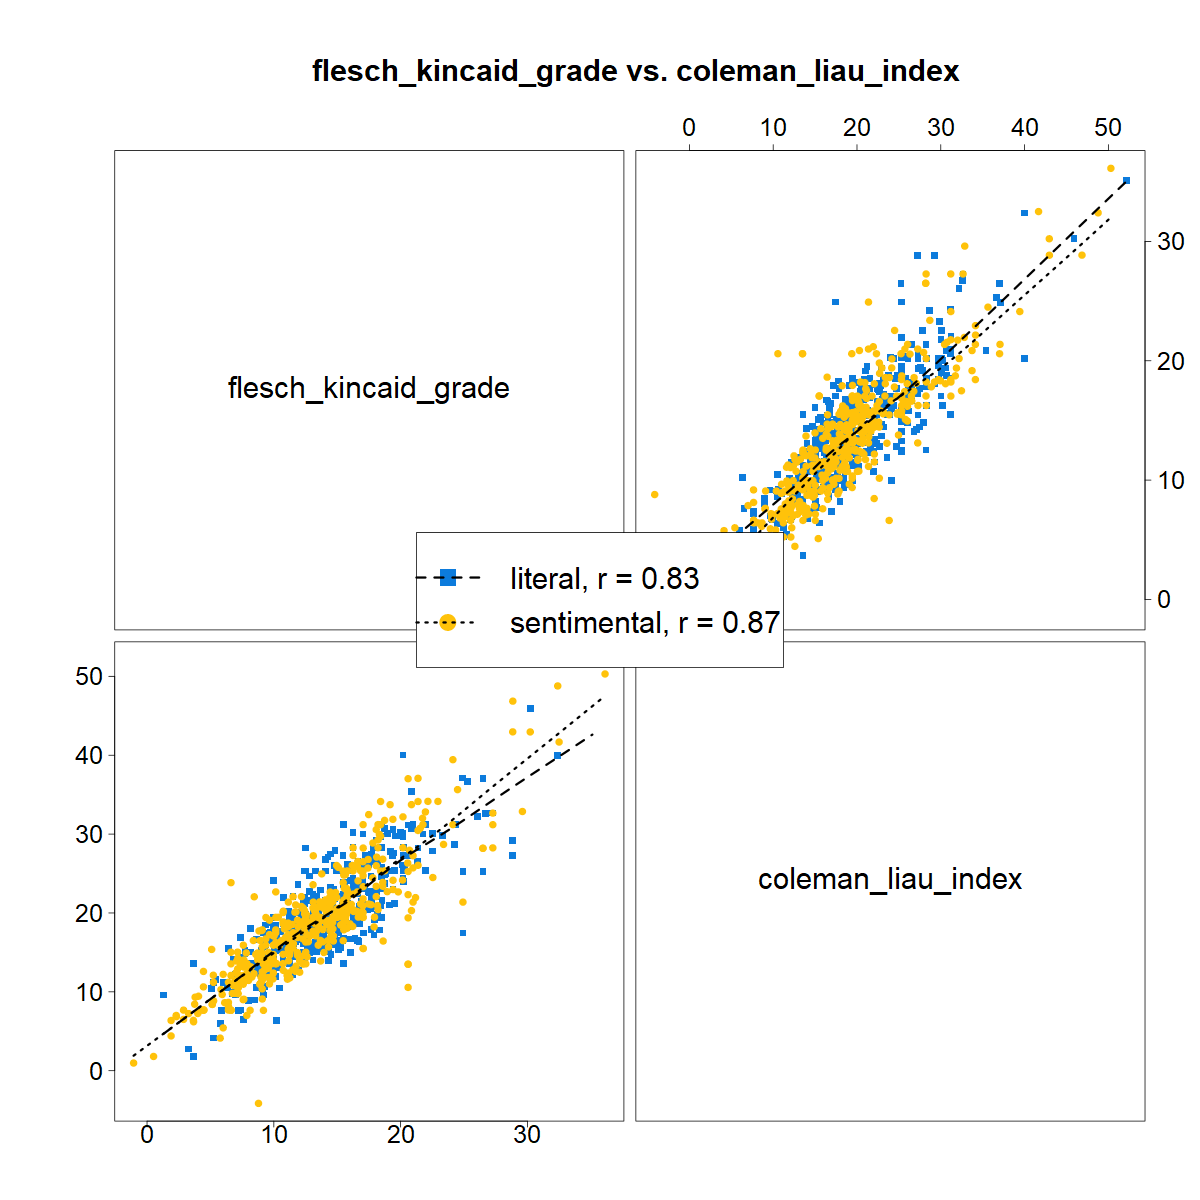 flesch_kincaid_grade vs. coleman_liau_index
0 10 20 30 40 50
flesch_kincaid_grade
30
20
10
0
literal, r = 0.83
sentimental, r = 0.87
50
40
30
20
10
0
coleman_liau_index
0 10 20 30